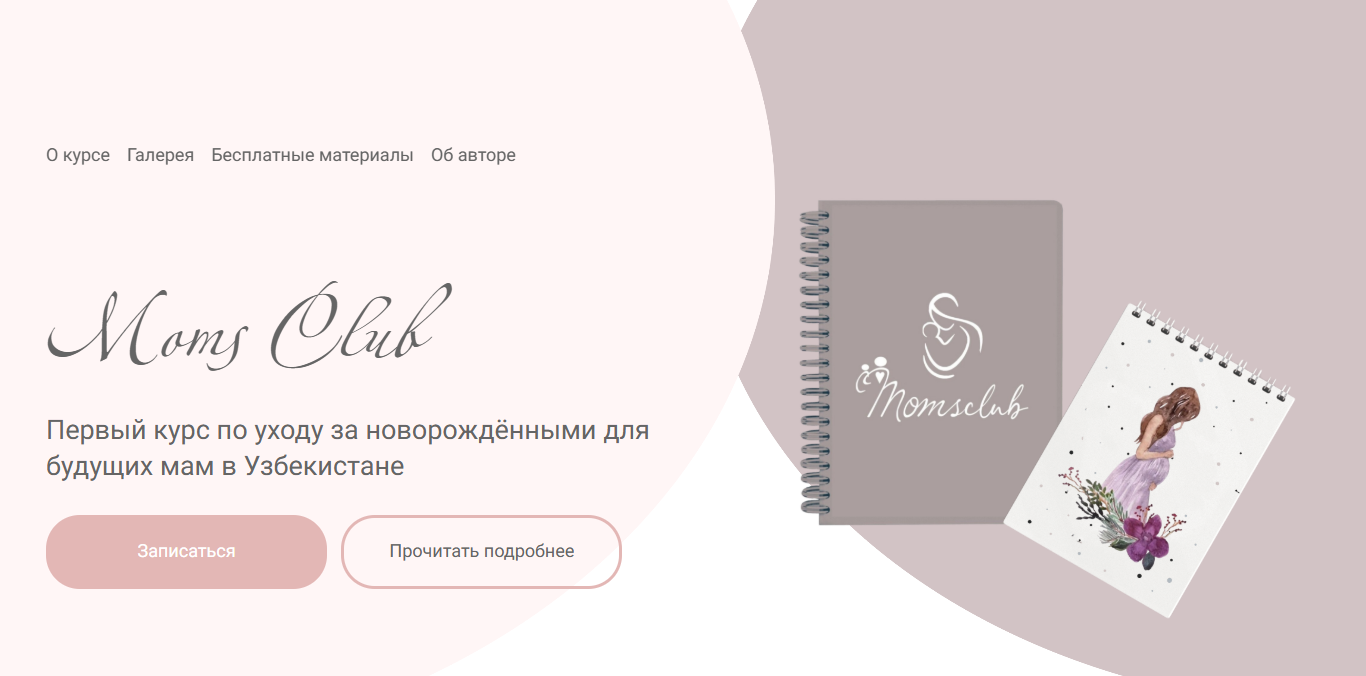 О курсе Галерея Бесплатные материалы Об авторе
Moms Club
Первый курс по уходу за новорождёнными для
будущих мам в Узбекистане
Записаться Прочитать подробнее
Momsclub